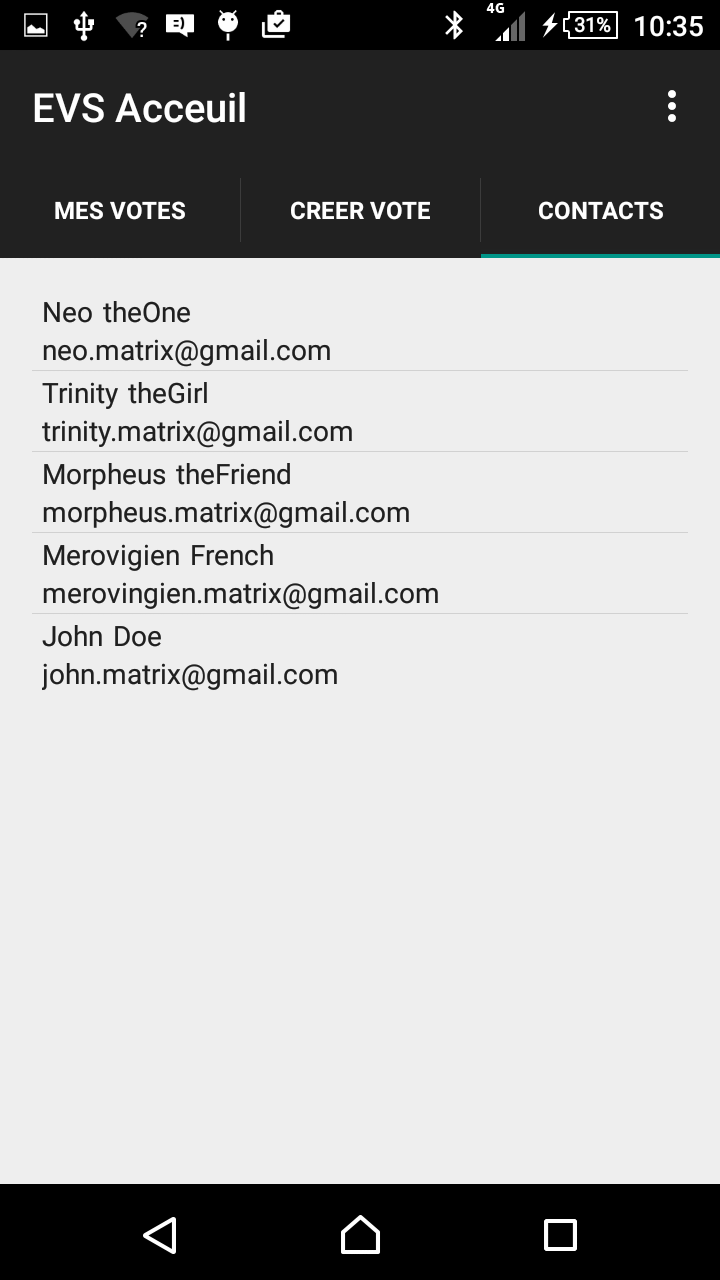 4G 31% 10:35
EVS Acceuil
MES VOTES CREER VOTE CONTACTS
Neo theOne
neo.matrix@gmail.com
Trinity theGirl
trinity.matrix@gmail.com
Morpheus theFriend
morpheus.matrix@gmail.com
Merovigien French
merovingien.matrix@gmail.com
John Doe
john.matrix@gmail.com